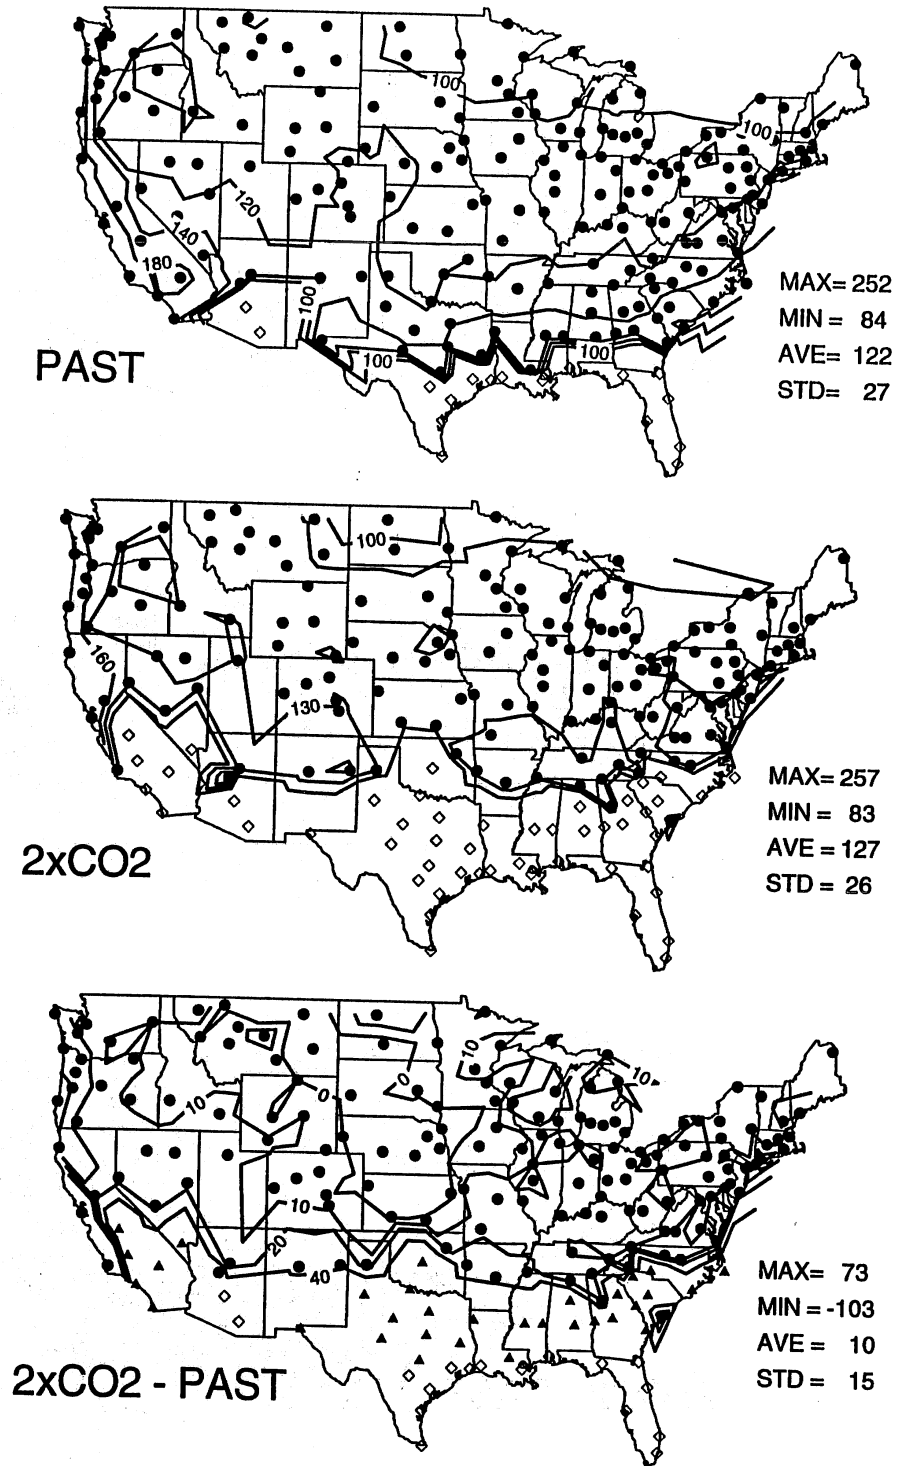 100
100
120
140
180
100
100
100
MAX= 252
MIN = 84
AVE= 122
STD= 27
PAST
100
160
130
MAX= 257
MIN = 83
AVE = 127
STD = 26
2xCO2
10
10
0
0
10
10
20
40
MAX= 73
MIN = -103
AVE = 10
STD = 15
2xCO2 - PAST